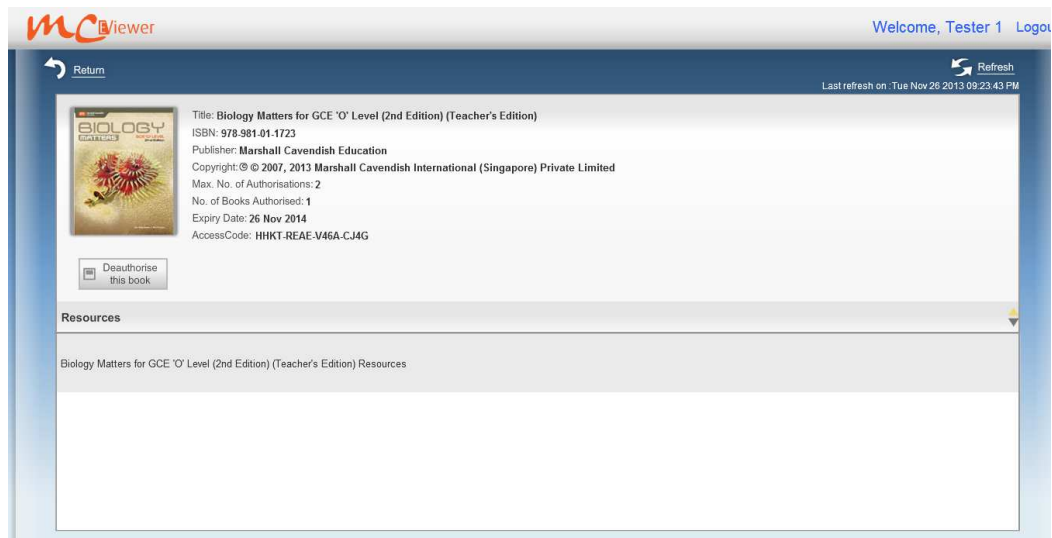 MC EViewer
Welcome, Tester 1 Logou
Return
Refresh
Last refresh on :Tue Nov 26 2013 09:23:43 PM
BIOLOGY
MATTERS
Title: Biology Matters for GCE 'O' Level (2nd Edition) (Teacher's Edition)
ISBN: 978-981-01-1723
Publisher: Marshall Cavendish Education
Copyright: © © 2007, 2013 Marshall Cavendish International (Singapore) Private Limited
Max. No. of Authorisations: 2
No. of Books Authorised: 1
Expiry Date: 26 Nov 2014
AccessCode: HHKT-REAE-V46A-CJ4G
Deauthorise
this book
Resources
Biology Matters for GCE 'O' Level (2nd Edition) (Teacher's Edition) Resources